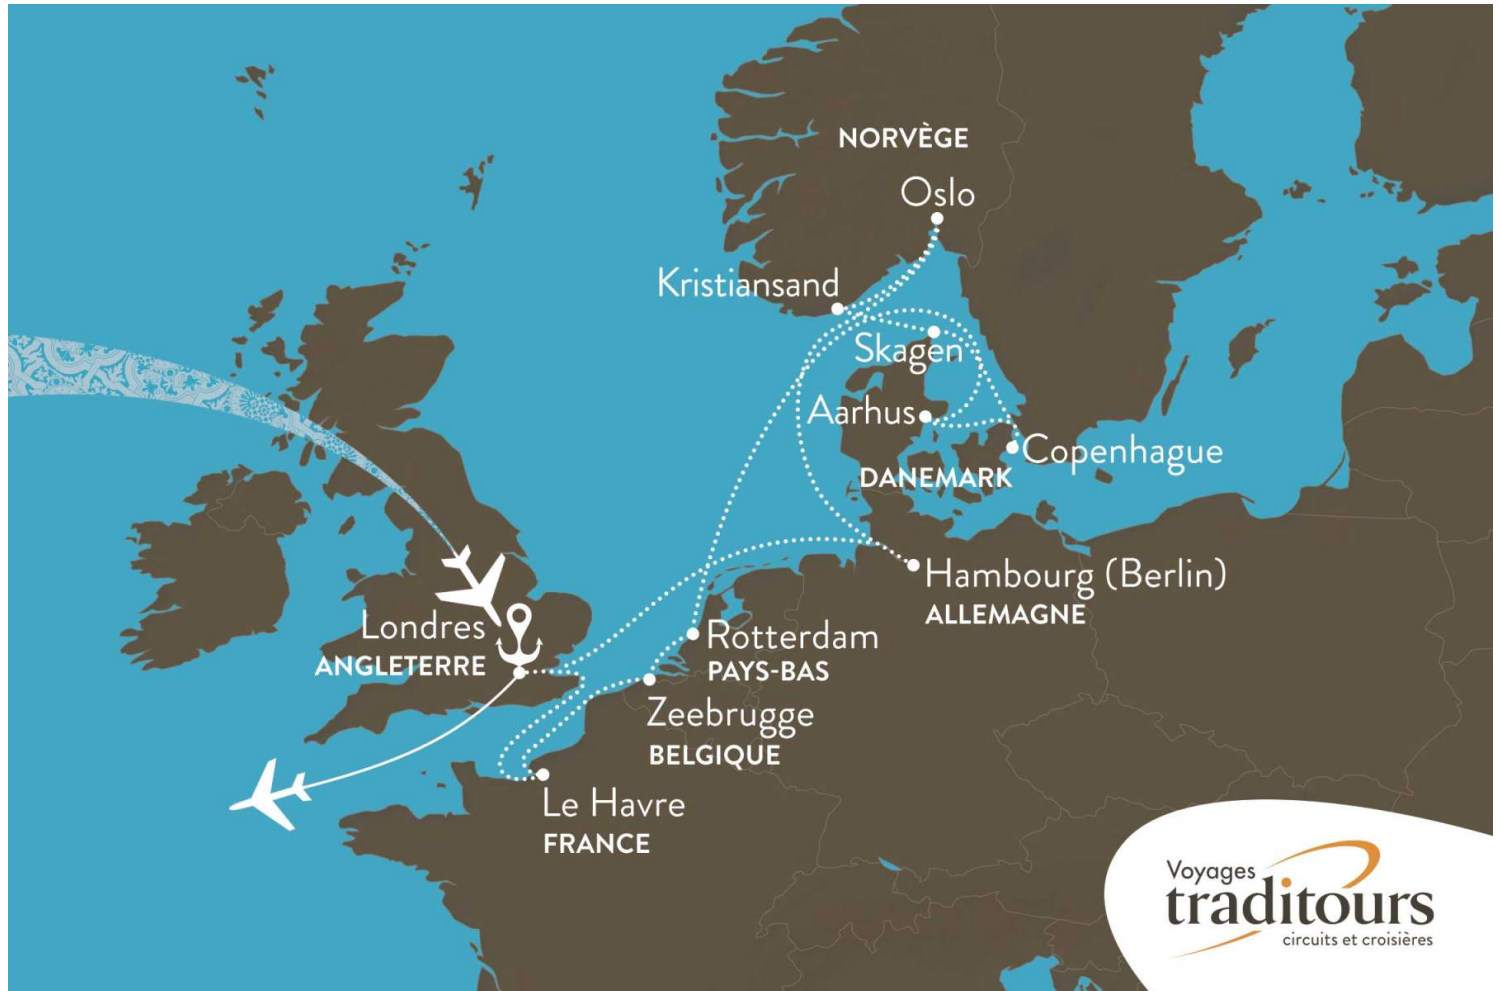 NORVÈGE
Oslo
Kristiansand
Skagen
Aarhus
Copenhague
DANEMARK
Hambourg (Berlin)
ALLEMAGNE
Londres
ANGLETERRE
Rotterdam
PAYS-BAS
Zeebrugge
BELGIQUE
Le Havre
FRANCE
Voyages
traditours
circuits et croisières